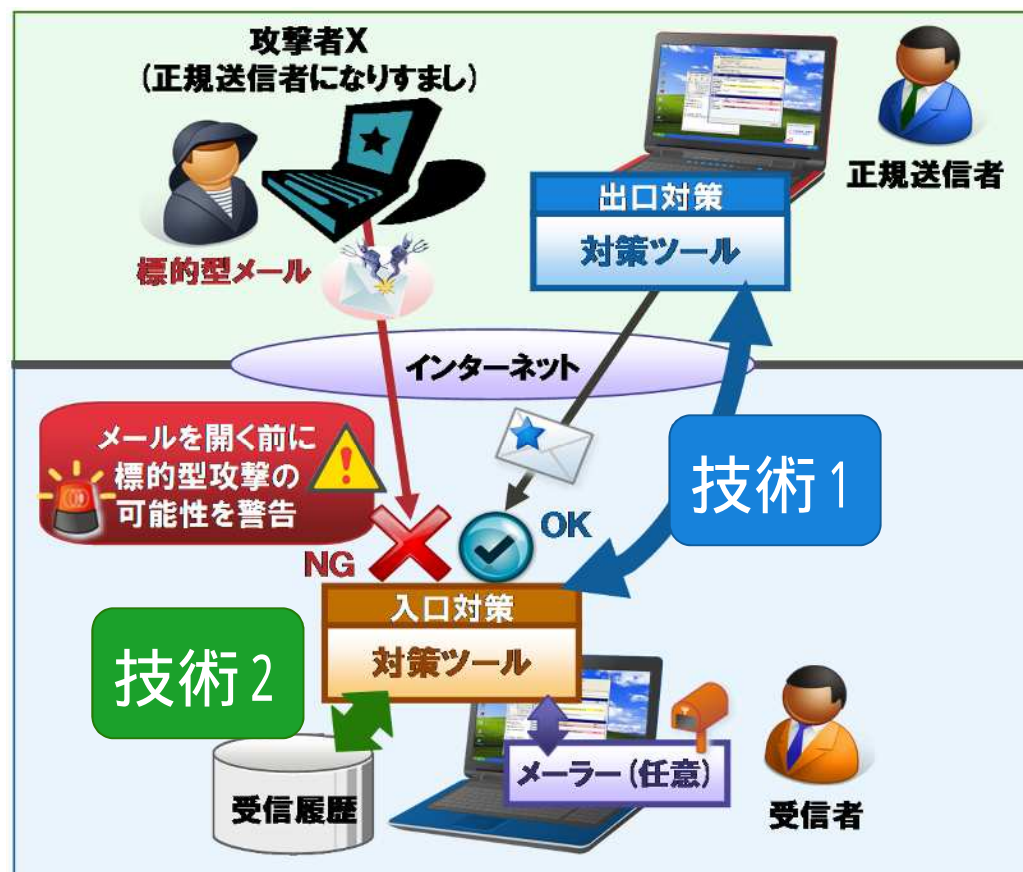 攻撃者X
(正規送信者になりすまし)
標的型メール
正規送信者
出口対策
対策ツール
インターネット
メールを開く前に
標的型攻撃の
可能性を警告
技術1
OK
NG
入口対策
対策ツール
技術2
メーラー(任意)
受信履歴
受信者